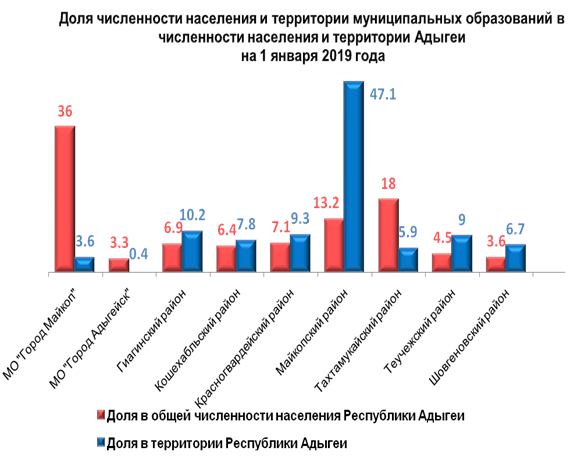 Доля численности населения и территории муниципальных образований в
численности населения и территории Адыгеи
на 1 января 2019 года
36
3.6
3.3
0.4
6.9
10.2
6.4
7.8
7.1
9.3
13.2
47.1
18
5.9
4.5
9
3.6
6.7
МО "Город Майкоп"
МО "Город Адыгейск"
Гиагинский район
Кошехабльский район
Красногвардейский район
Майкопский район
Тахтамукайский район
Теучежский район
Шовгеновский район
Доля в общей численности населения Республики Адыгеи
Доля в территории Республики Адыгеи